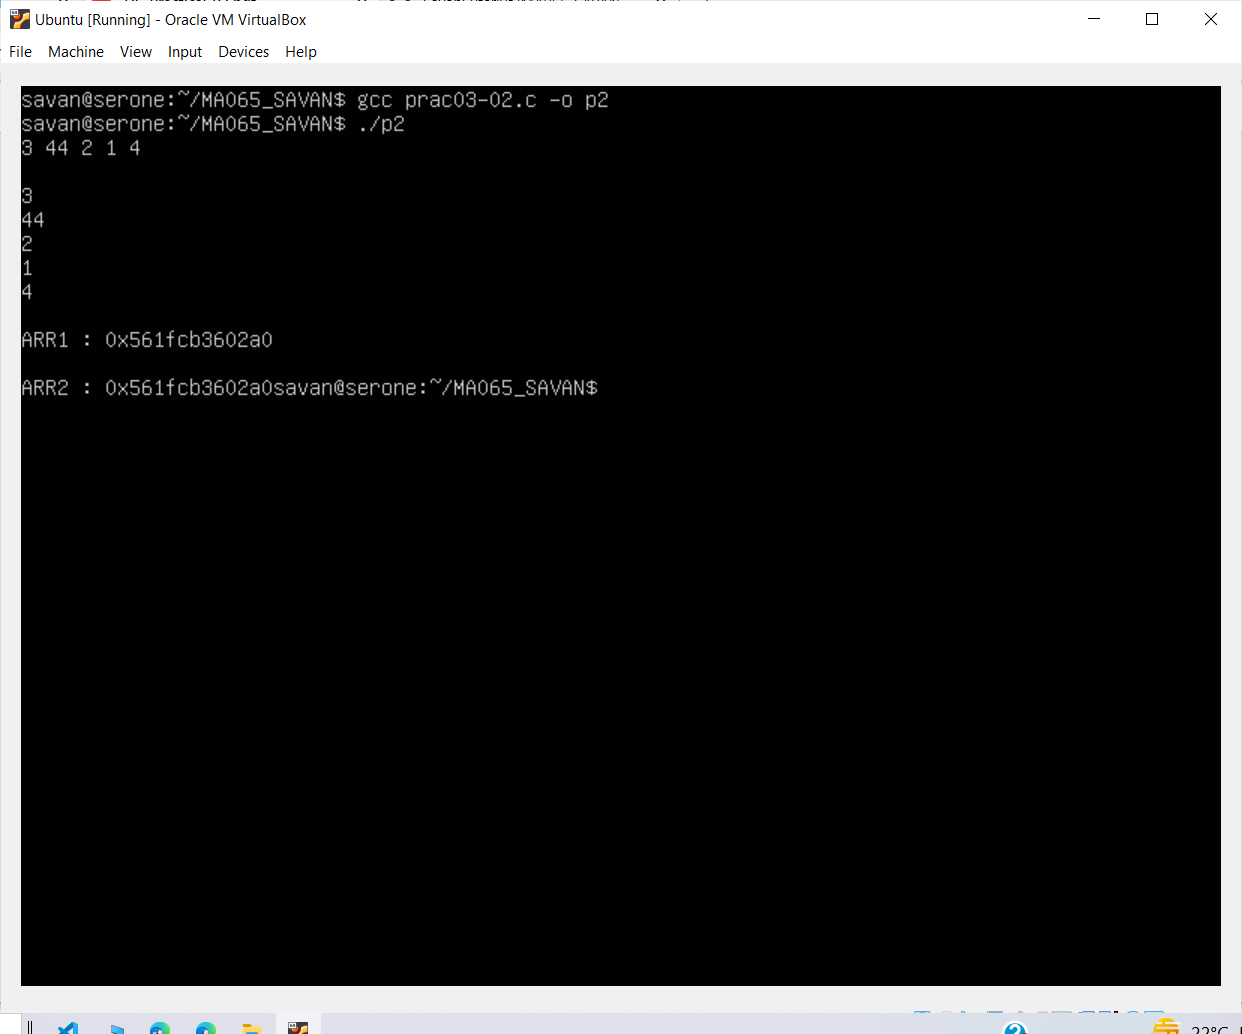 Ubuntu [Running] - Oracle VM VirtualBox
File Machine View Input Devices Help
savan@serone:~/MA065_SAVAN$ gcc prac03-02.c -o p2
savan@serone:~/MA065_SAVAN$ ./p2
3 44 2 1 4
3
44
2
1
4
ARR1 : 0x561fcb3602a0
ARR2 : 0x561fcb3602a0savan@serone:~/MA065_SAVAN$
22°C